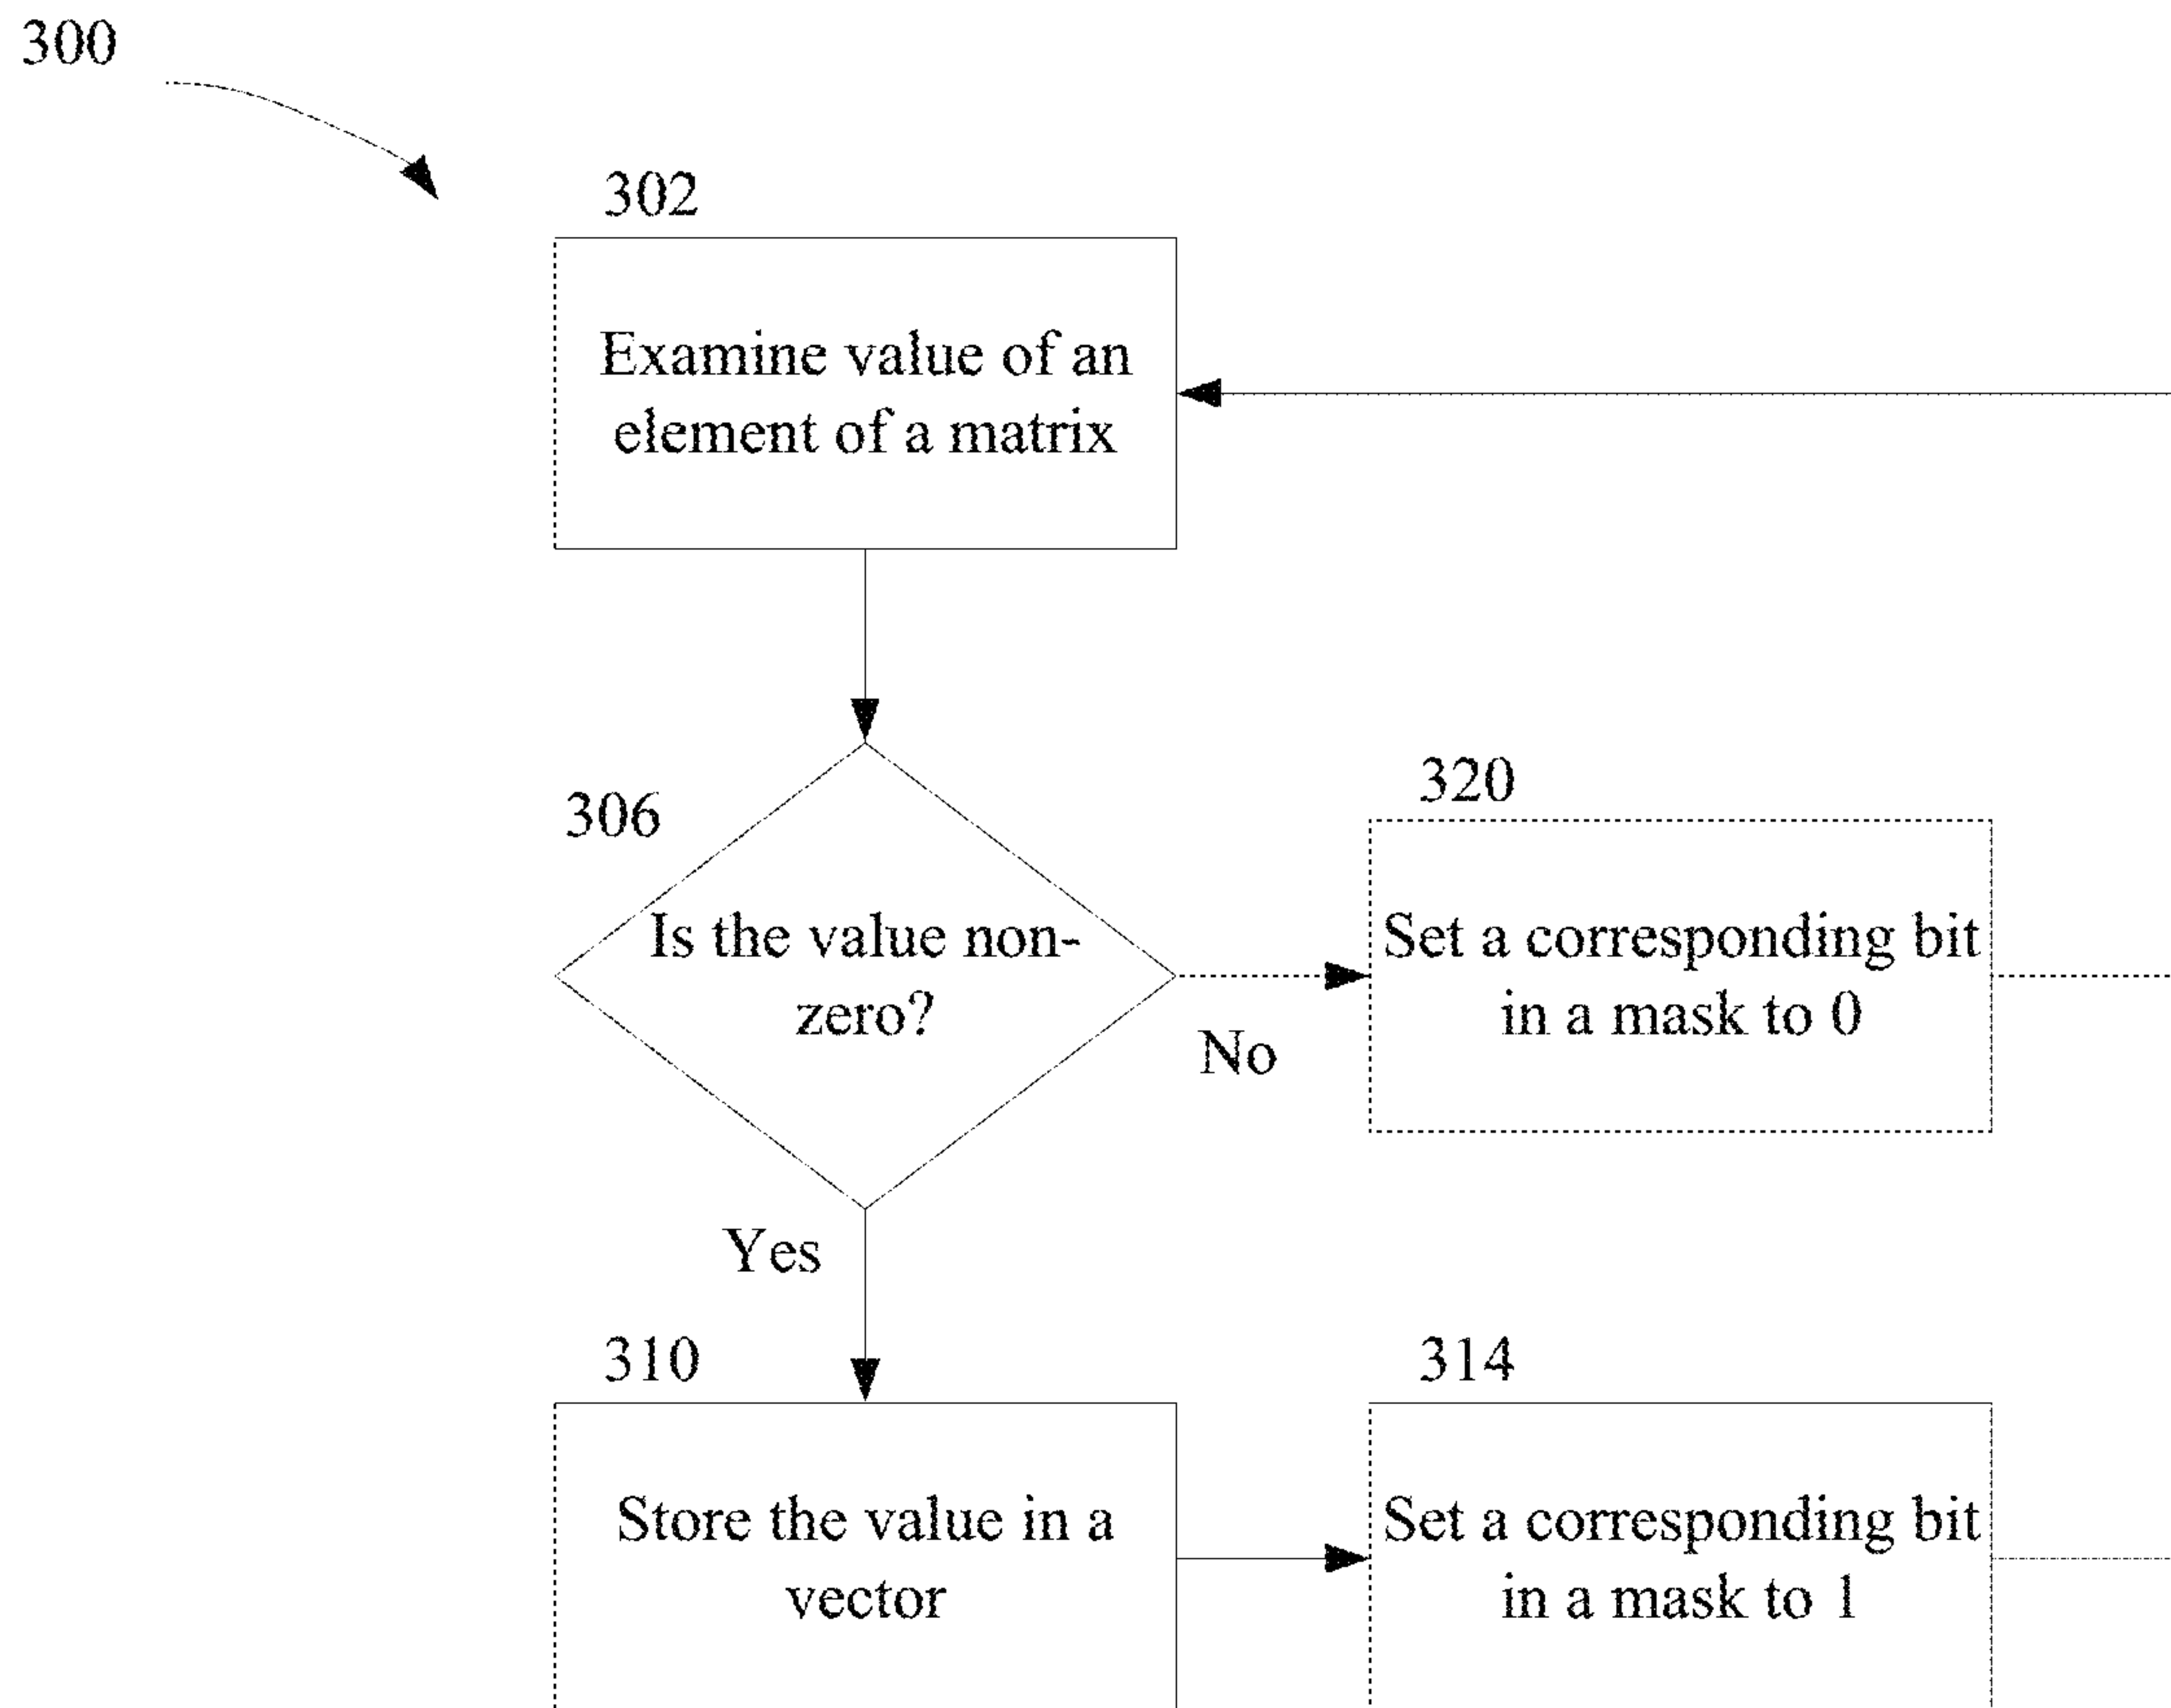 300
302
Examine value of an
element of a matrix
306
Is the value non-
zero?
No
320
Set a corresponding bit
in a mask to 0
Yes
310
Store the value in a
vector
314
Set a corresponding bit
in a mask to 1